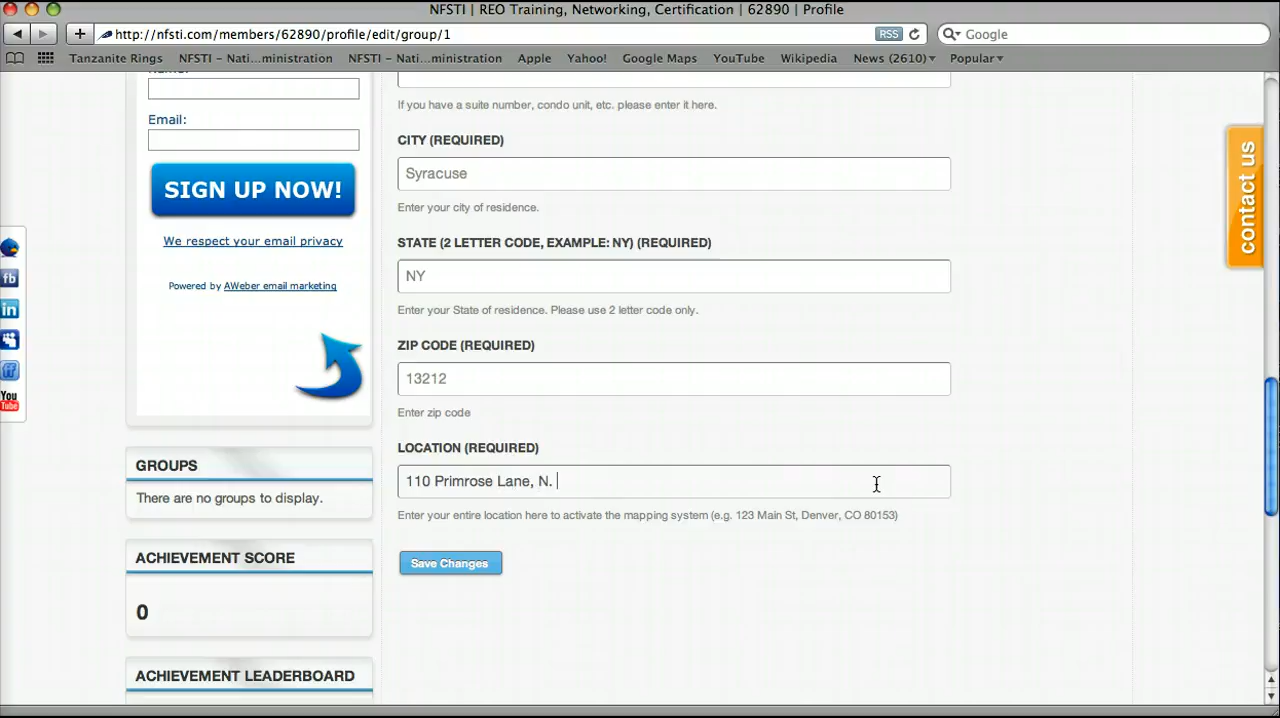 NFSTI | REO Training, Networking, Certification | 62890 | Profile
http://nfsti.com/members/62890/profile/edit/group/1
RSS
Google
Tanzanite Rings
NFSTI – Nati...ministration
NFSTI – Nati...ministration
Apple
Yahoo!
Google Maps
YouTube
Wikipedia
News (2610)
Popular
Email:
SIGN UP NOW!
We respect your email privacy
Powered by AWeber email marketing
fb
in
ff
You
Tube
GROUPS
There are no groups to display.
ACHIEVEMENT SCORE
0
ACHIEVEMENT LEADERBOARD
If you have a suite number, condo unit, etc. please enter it here.
CITY (REQUIRED)
Syracuse
Enter your city of residence.
STATE (2 LETTER CODE, EXAMPLE: NY) (REQUIRED)
NY
Enter your State of residence. Please use 2 letter code only.
ZIP CODE (REQUIRED)
13212
Enter zip code
LOCATION (REQUIRED)
110 Primrose Lane, N.
Enter your entire location here to activate the mapping system (e.g. 123 Main St, Denver, CO 80153)
Save Changes
contact us